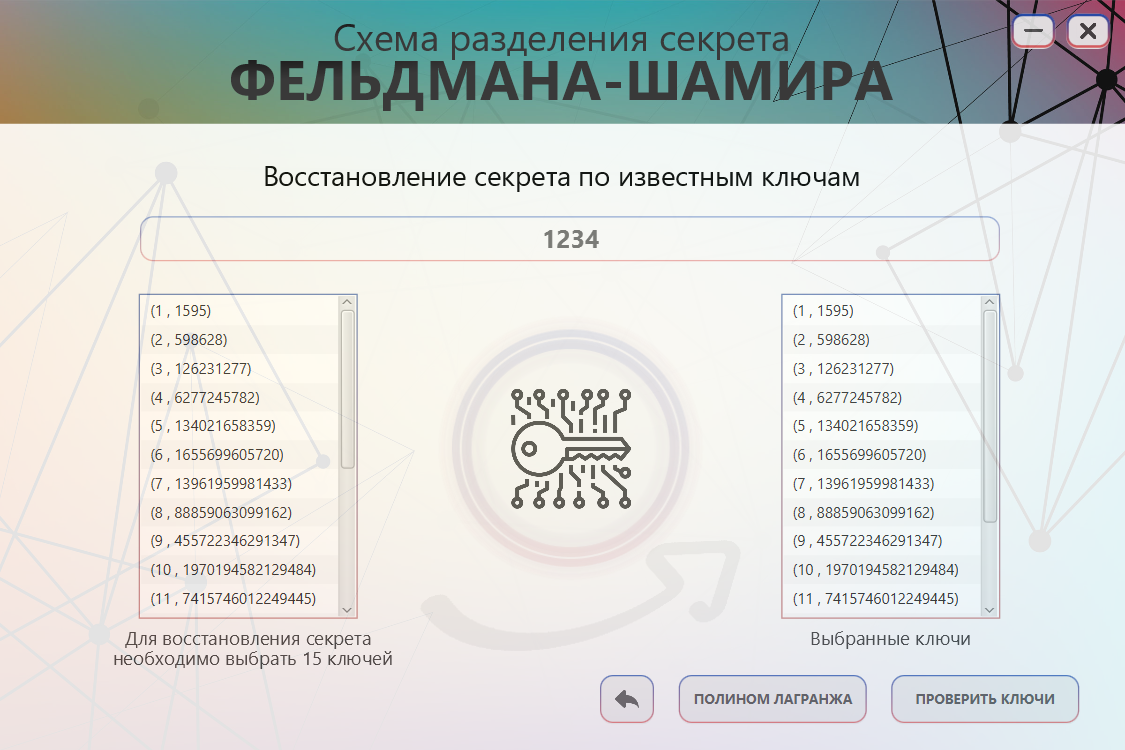 Схема разделения секрета
ФЕЛЬДМАНА-ШАМИРА
Восстановление секрета по известным ключам
1234
(1 , 1595)
(2 , 598628)
(3 , 126231277)
(4 , 6277245782)
(5 , 134021658359)
(6 , 1655699605720)
(7 , 13961959981433)
(8 , 88859063099162)
(9 , 455722346291347)
(10 , 1970194582129484)
(11 , 7415746012249445)
Для восстановления секрета
необходимо выбрать 15 ключей
(1 , 1595)
(2 , 598628)
(3 , 126231277)
(4 , 6277245782)
(5 , 134021658359)
(6 , 1655699605720)
(7 , 13961959981433)
(8 , 88859063099162)
(9 , 455722346291347)
(10 , 1970194582129484)
(11 , 7415746012249445)
Выбранные ключи
ПОЛИНОМ ЛАГРАНЖА
ПРОВЕРИТЬ КЛЮЧИ